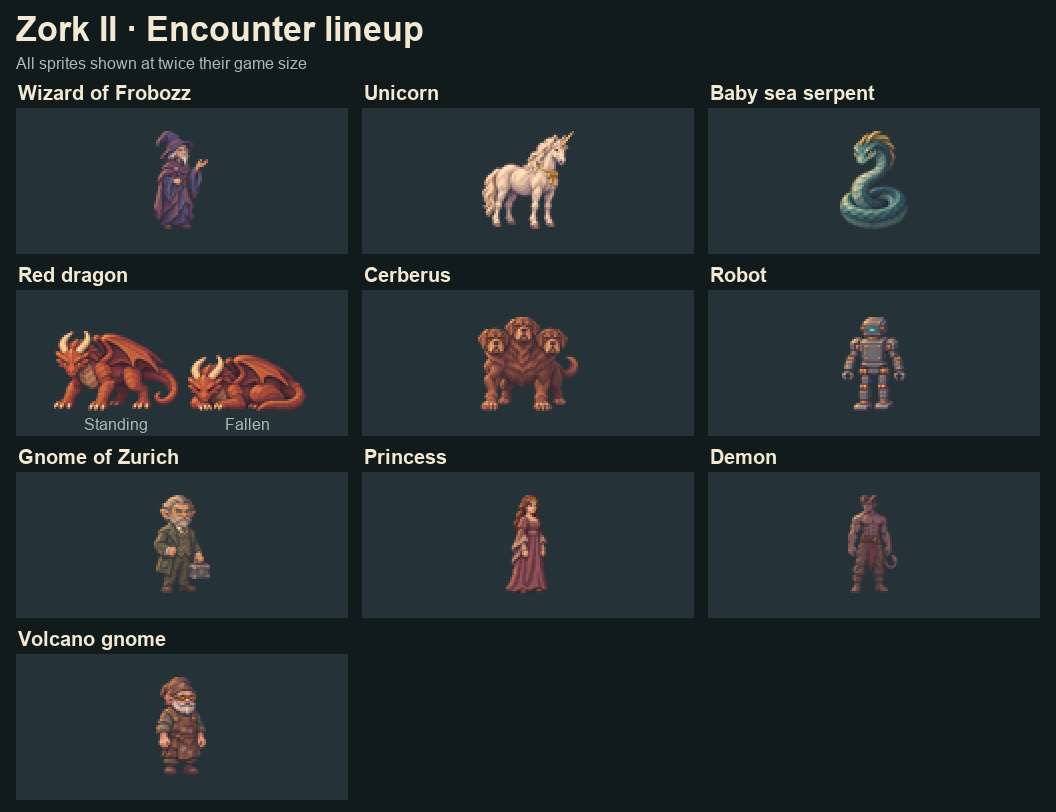 Zork II · Encounter lineup
All sprites shown at twice their game size
Wizard of Frobozz
Unicorn
Baby sea serpent
Red dragon
Cerberus
Robot
Standing
Fallen
Gnome of Zurich
Princess
Demon
Volcano gnome